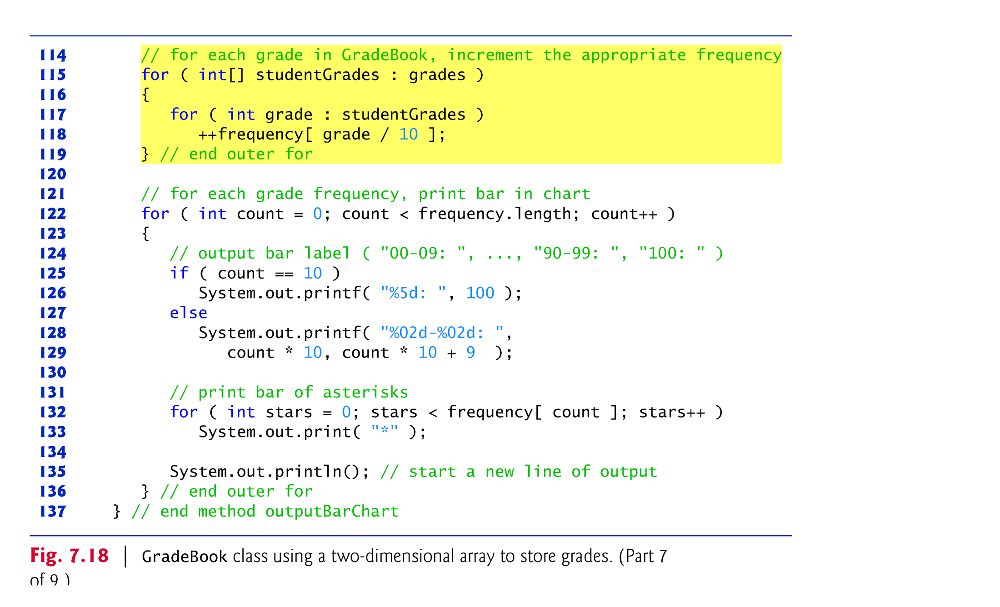 114 // for each grade in GradeBook, increment the appropriate frequency
115 for ( int[] studentGrades : grades )
116 {
117 for ( int grade : studentGrades )
118 ++frequency[ grade / 10 ];
119 } // end outer for
120
121 // for each grade frequency, print bar in chart
122 for ( int count = 0; count < frequency.length; count++ )
123 {
124 // output bar label ( "00-09: ", ..., "90-99: ", "100: " )
125 if ( count == 10 )
126 System.out.printf( "%5d: ", 100 );
127 else
128 System.out.printf( "%02d-%02d: ",
129 count * 10, count * 10 + 9  );
130
131 // print bar of asterisks
132 for ( int stars = 0; stars < frequency[ count ]; stars++ )
133 System.out.print( "*" );
134
135 System.out.println(); // start a new line of output
136 } // end outer for
137 } // end method outputBarChart
Fig. 7.18 | GradeBook class using a two-dimensional array to store grades. (Part 7
of 9.)